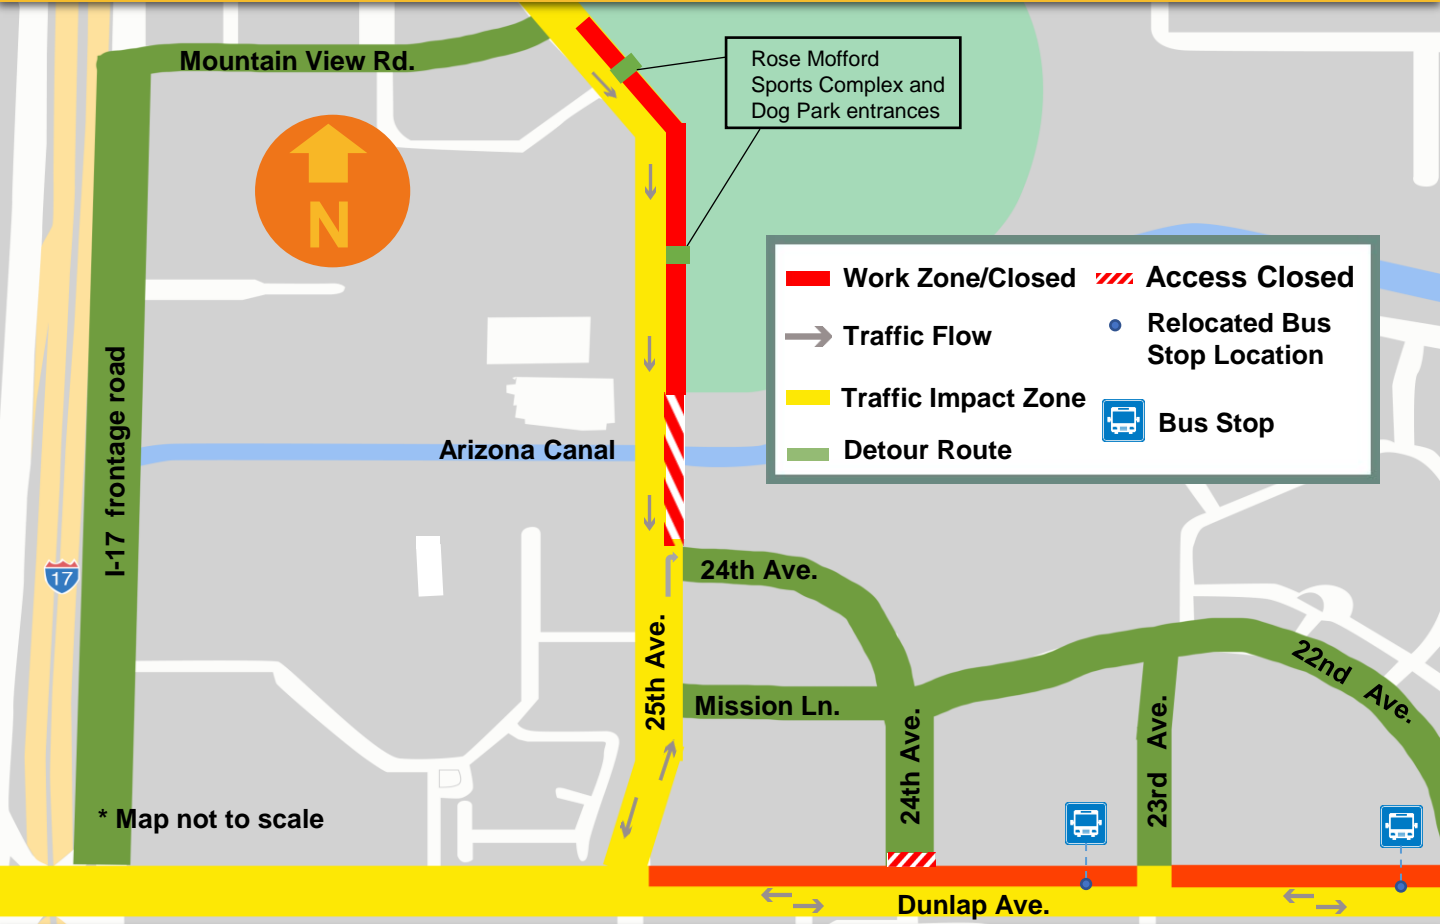 Mountain View Rd.
Rose Mofford
Sports Complex and
Dog Park entrances
N
Work Zone/Closed
Access Closed
Traffic Flow
Relocated Bus
Stop Location
Traffic Impact Zone
Bus Stop
Detour Route
I-17 frontage road
Arizona Canal
17
24th Ave.
25th Ave.
Mission Ln.
22nd Ave.
24th Ave.
23rd Ave.
* Map not to scale
Dunlap Ave.